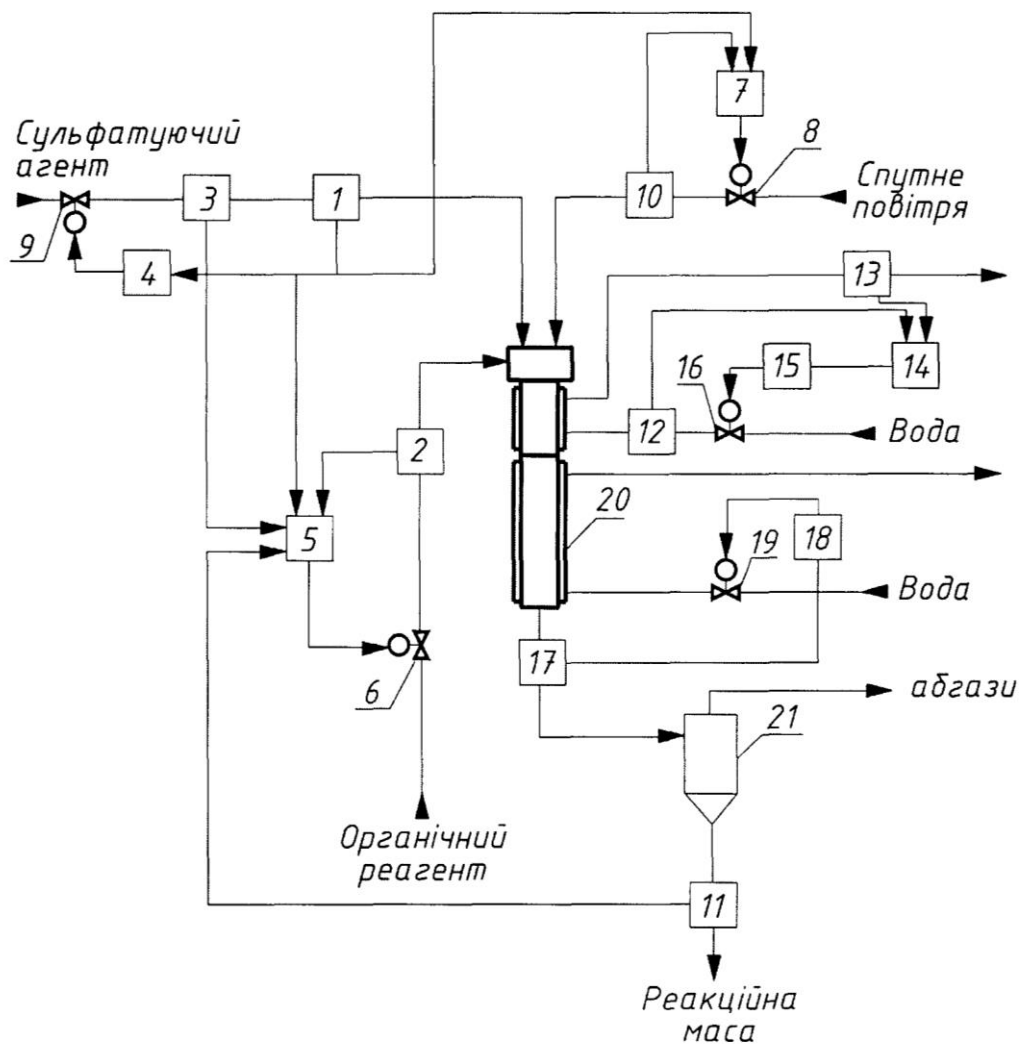 7
Сульфатуючий
агент
8
3
1
10
Спутне
повітря
9
4
13
15
14
16
2
12
Вода
20
5
18
19
Вода
17
6
абгази
21
Органічний
реагент
11
Реакційна
маса